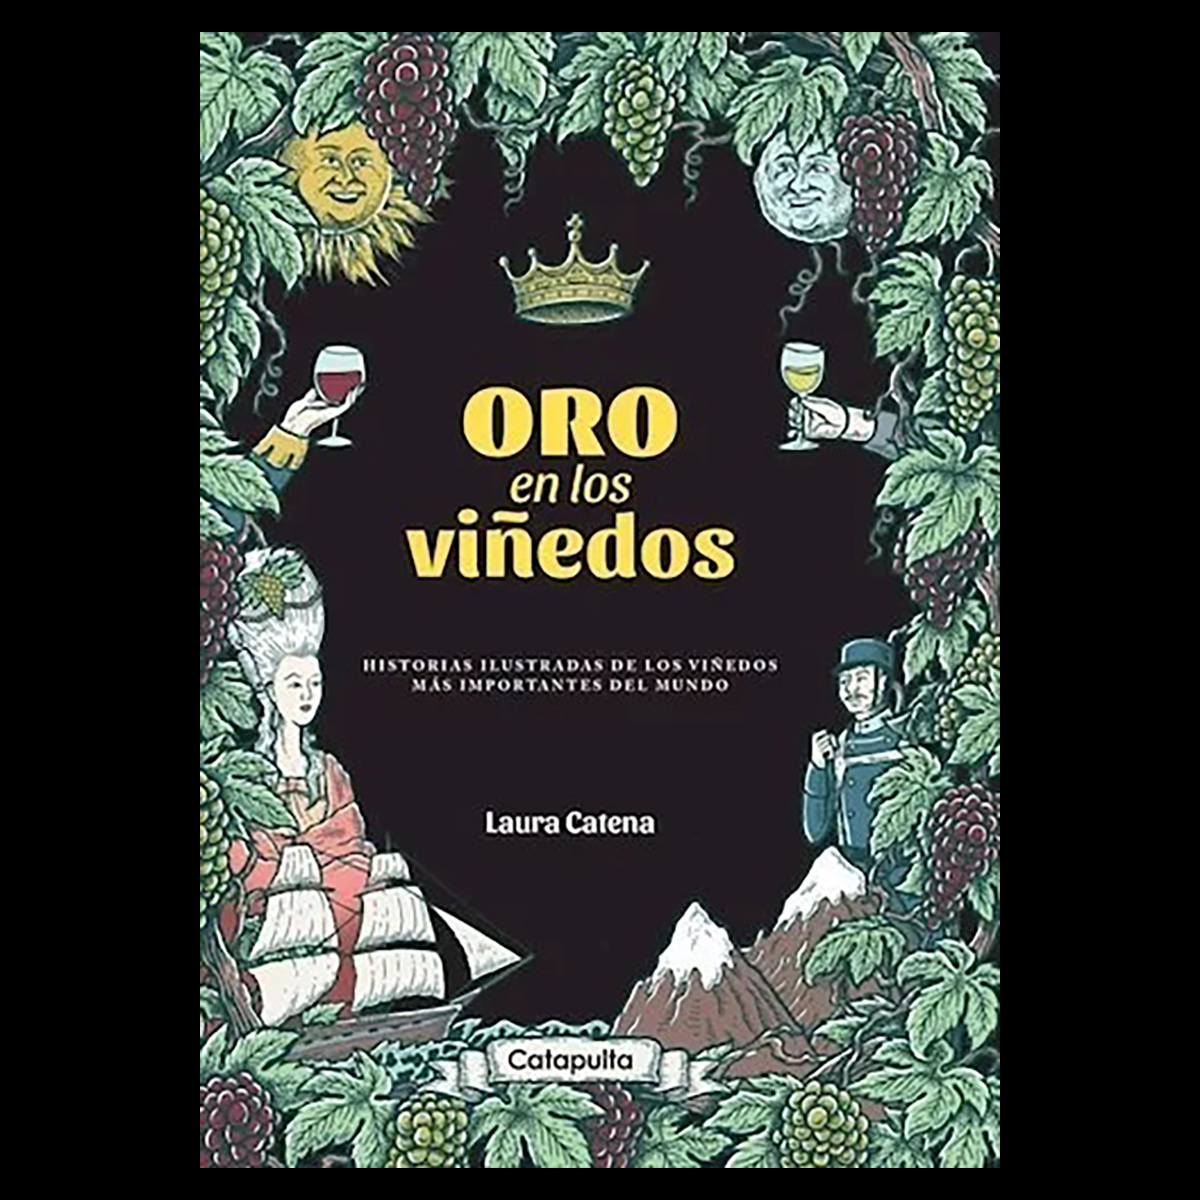 ORO
en los
viñedos
HISTORIAS ILUSTRADAS DE LOS VIÑEDOS
MÁS IMPORTANTES DEL MUNDO
Laura Catena
Catapulta